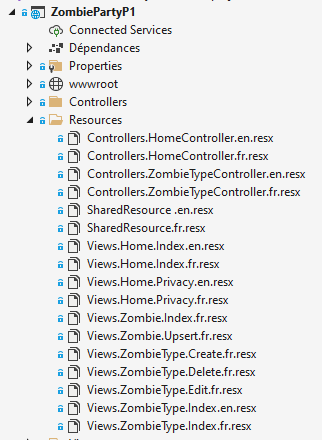 ZombiePartyP1
Connected Services
Dépendances
Properties
wwwroot
Controllers
Resources
Controllers.HomeController.en.resx
Controllers.HomeController.fr.resx
Controllers.ZombieTypeController.en.resx
Controllers.ZombieTypeController.fr.resx
SharedResource .en.resx
SharedResource.fr.resx
Views.Home.Index.en.resx
Views.Home.Index.fr.resx
Views.Home.Privacy.en.resx
Views.Home.Privacy.fr.resx
Views.Zombie.Index.fr.resx
Views.Zombie.Upsert.fr.resx
Views.ZombieType.Create.fr.resx
Views.ZombieType.Delete.fr.resx
Views.ZombieType.Edit.fr.resx
Views.ZombieType.Index.en.resx
Views.ZombieType.Index.fr.resx